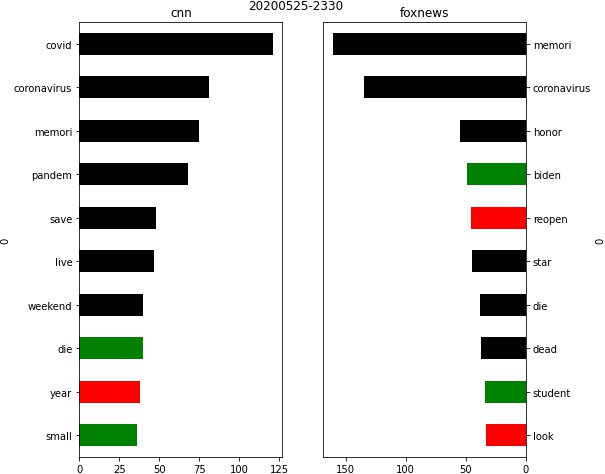 20200525-2330
cnn
foxnews
covid
coronavirus
memori
pandem
save
live
weekend
die
year
small
0
0 25 50 75 100 125
memori
coronavirus
honor
biden
reopen
star
die
dead
student
look
0
150 100 50 0